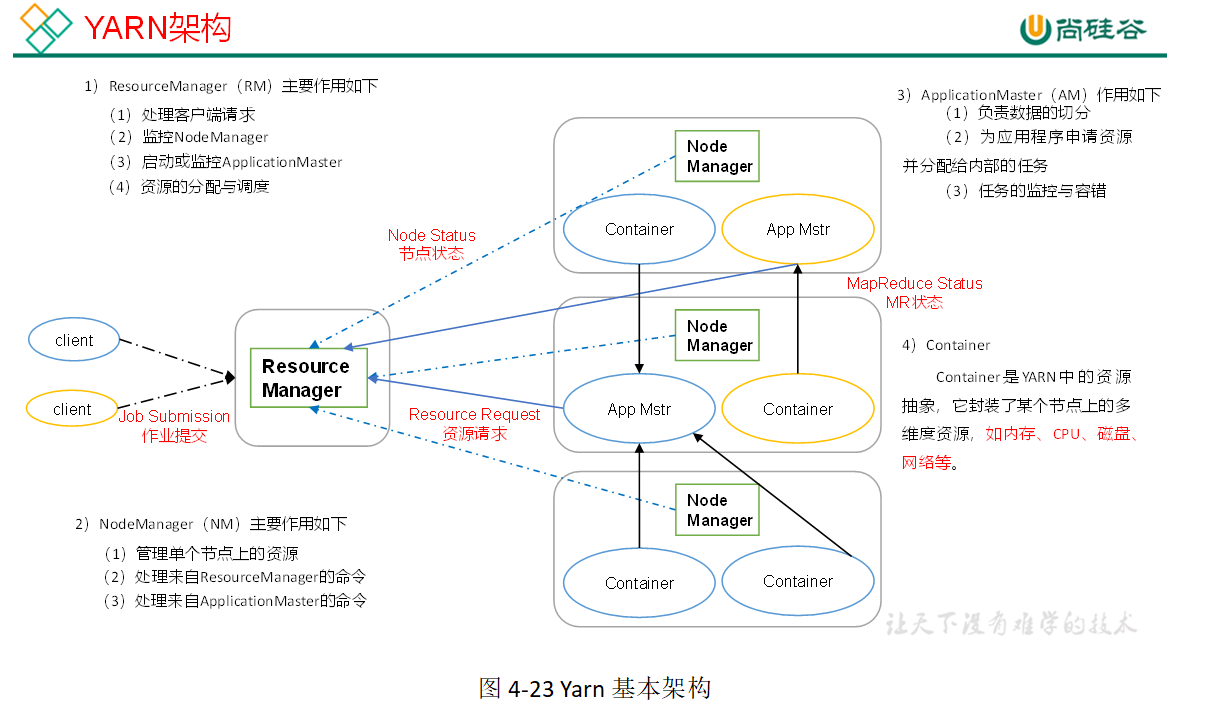 YARN架构
尚硅谷
1）ResourceManager（RM）主要作用如下
（1）处理客户端请求
（2）监控NodeManager
（3）启动或监控ApplicationMaster
（4）资源的分配与调度
3）ApplicationMaster（AM）作用如下
（1）负责数据的切分
（2）为应用程序申请资源
并分配给内部的任务
（3）任务的监控与容错
Node
Manager
Container
App Mstr
Node Status
节点状态
MapReduce Status
MR状态
client
client
Job Submission
作业提交
Resource
Manager
Resource Request
资源请求
Node
Manager
App Mstr
Container
4）Container
Container是YARN中的资源
抽象，它封装了某个节点上的多
维度资源，如内存、CPU、磁盘、
网络等。
2）NodeManager（NM）主要作用如下
（1）管理单个节点上的资源
（2）处理来自ResourceManager的命令
（3）处理来自ApplicationMaster的命令
Node
Manager
Container
Container
让天下没有难学的技术
图 4-23 Yarn 基本架构